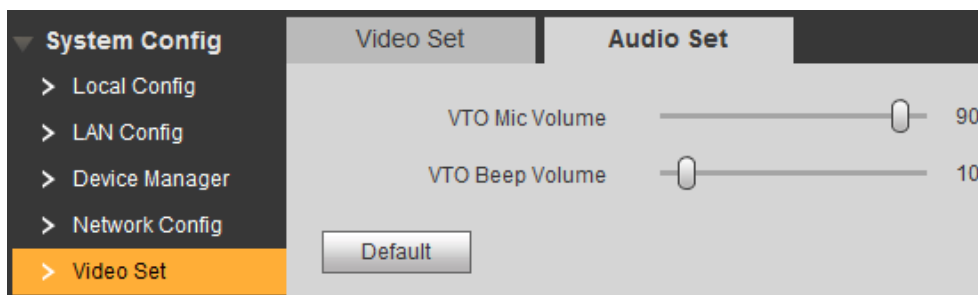 System Config
Local Config
LAN Config
Device Manager
Network Config
Video Set
Video Set
Audio Set
VTO Mic Volume 90
VTO Beep Volume 10
Default